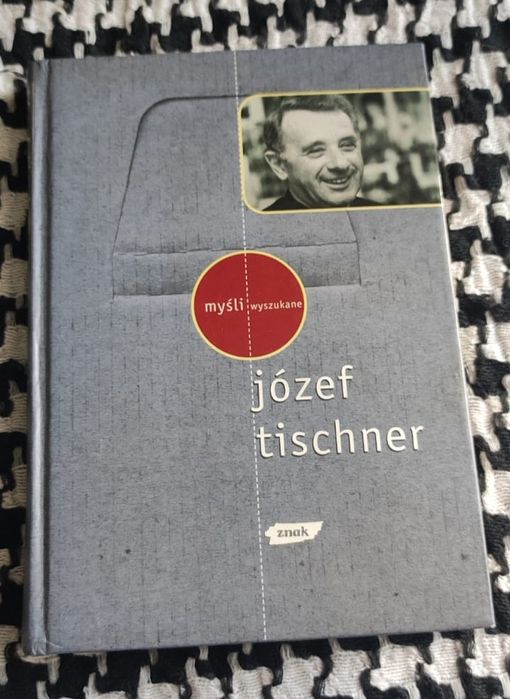 myśli wyszukane
józef
tischner
znak